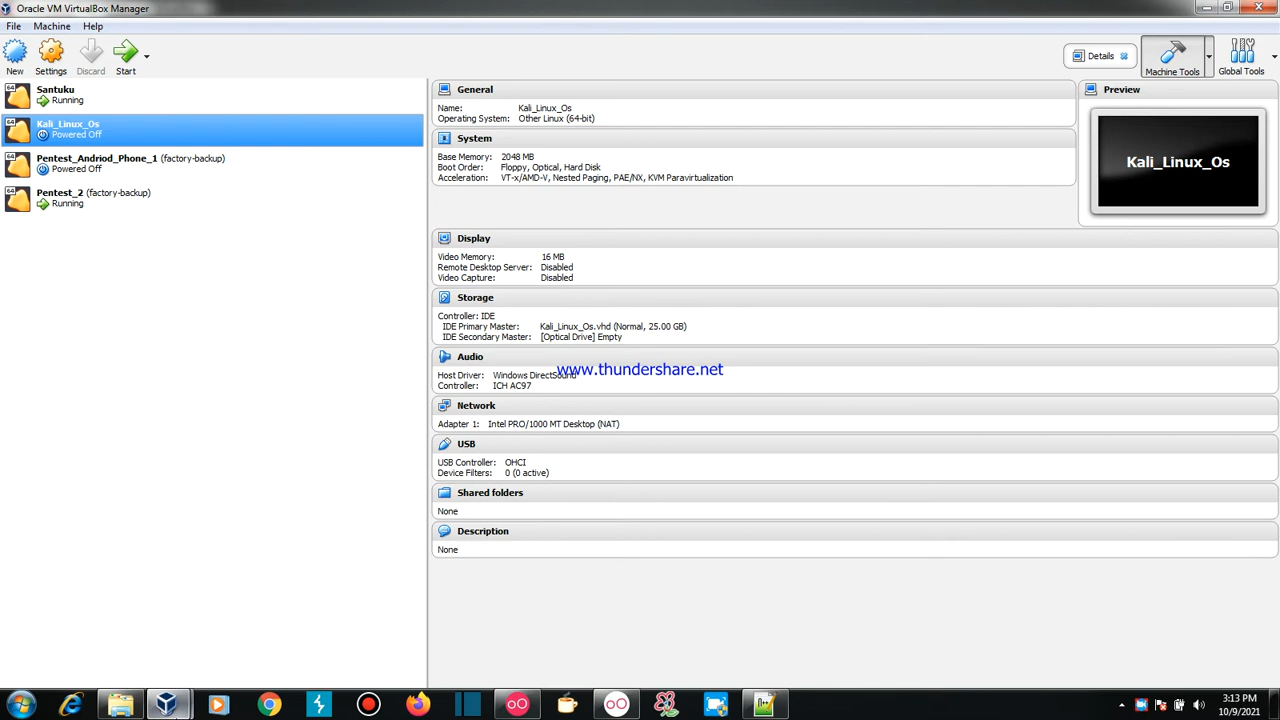 Oracle VM VirtualBox Manager
File Machine Help
New Settings Discard Start
Details Machine Tools Global Tools
64 Santuku
Running
64 Kali_Linux_Os
Powered Off
64 Pentest_Andriod_Phone_1 (factory-backup)
Powered Off
64 Pentest_2 (factory-backup)
Running
General
Name: Kali_Linux_Os
Operating System: Other Linux (64-bit)
System
Base Memory: 2048 MB
Boot Order: Floppy, Optical, Hard Disk
Acceleration: VT-x/AMD-V, Nested Paging, PAE/NX, KVM Paravirtualization
Preview
Kali_Linux_Os
Display
Video Memory: 16 MB
Remote Desktop Server: Disabled
Video Capture: Disabled
Storage
Controller: IDE
IDE Primary Master: Kali_Linux_Os.vhd (Normal, 25.00 GB)
IDE Secondary Master: [Optical Drive] Empty
Audio
www.thundershare.net
Host Driver: Windows DirectSound
Controller: ICH AC97
Network
Adapter 1: Intel PRO/1000 MT Desktop (NAT)
USB
USB Controller: OHCI
Device Filters: 0 (0 active)
Shared folders
None
Description
None
3:13 PM
10/9/2021